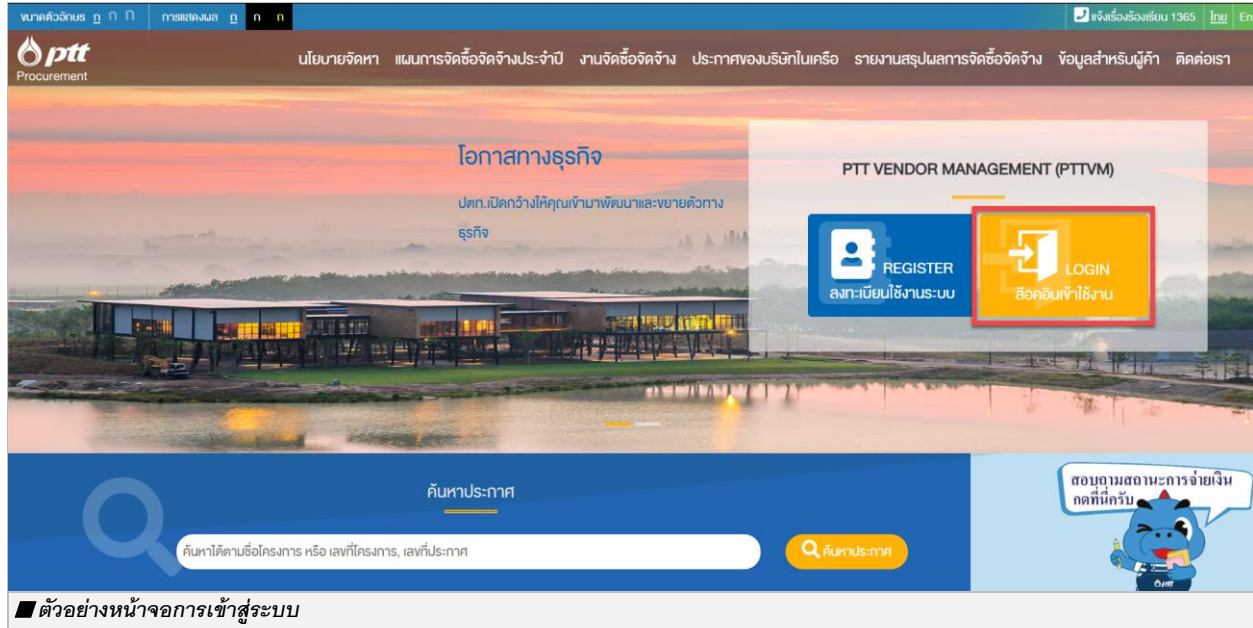 ขนาดตัวอักษร ก ก ก การแสดงผล ก ก ก แจ้งเรื่องร้องเรียน 1365 ไทย En
ptt
Procurement
นโยบายจัดหา แผนการจัดซื้อจัดจ้างประจำปี งานจัดซื้อจัดจ้าง ประกาศของบริษัทในเครือ รายงานสรุปผลการจัดซื้อจัดจ้าง ข้อมูลสำหรับผู้ค้า ติดต่อเรา
โอกาสทางธุรกิจ
ปตท.เปิดกว้างให้คุณเข้ามาพัฒนาและขยายตัวทาง
ธุรกิจ
PTT VENDOR MANAGEMENT (PTTVM)
REGISTER
ลงทะเบียนใช้งานระบบ
LOGIN
ล็อคอินเข้าใช้งาน
ค้นหาประกาศ
ค้นหาได้ตามชื่อโครงการ หรือ เลขที่โครงการ, เลขที่ประกาศ
ค้นหาประกาศ
สอบถามสถานะการจ่ายเงิน
กดที่นี่ครับ
ptt
ตัวอย่างหน้าจอการเข้าสู่ระบบ